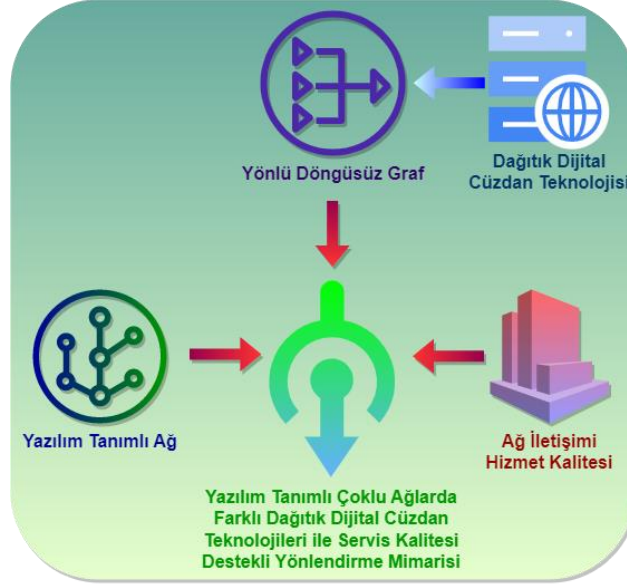 Yönlü Döngüsüz Graf
Dağıtık Dijital
Cüzdan Teknolojisi
Yazılım Tanımlı Ağ
Ağ İletişimi
Hizmet Kalitesi
Yazılım Tanımlı Çoklu Ağlarda
Farklı Dağıtık Dijital Cüzdan
Teknolojileri ile Servis Kalitesi
Destekli Yönlendirme Mimarisi